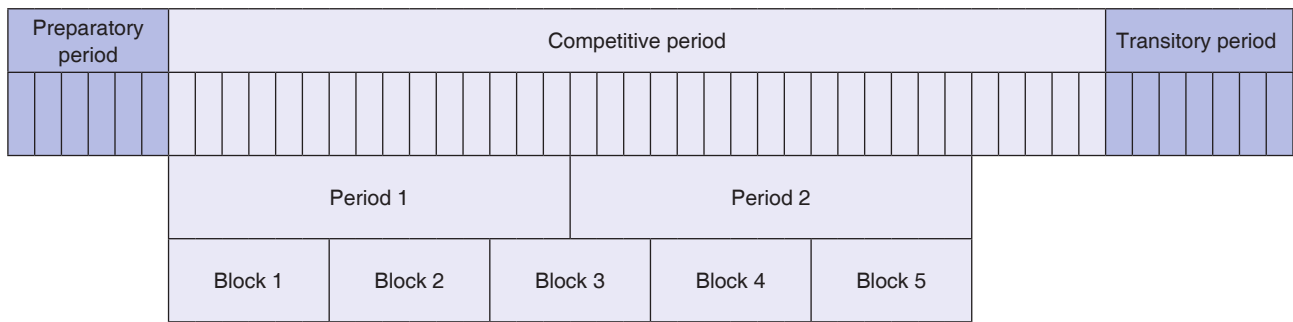 Preparatory
period
Competitive period
Transitory period
Period 1
Period 2
Block 1
Block 2
Block 3
Block 4
Block 5